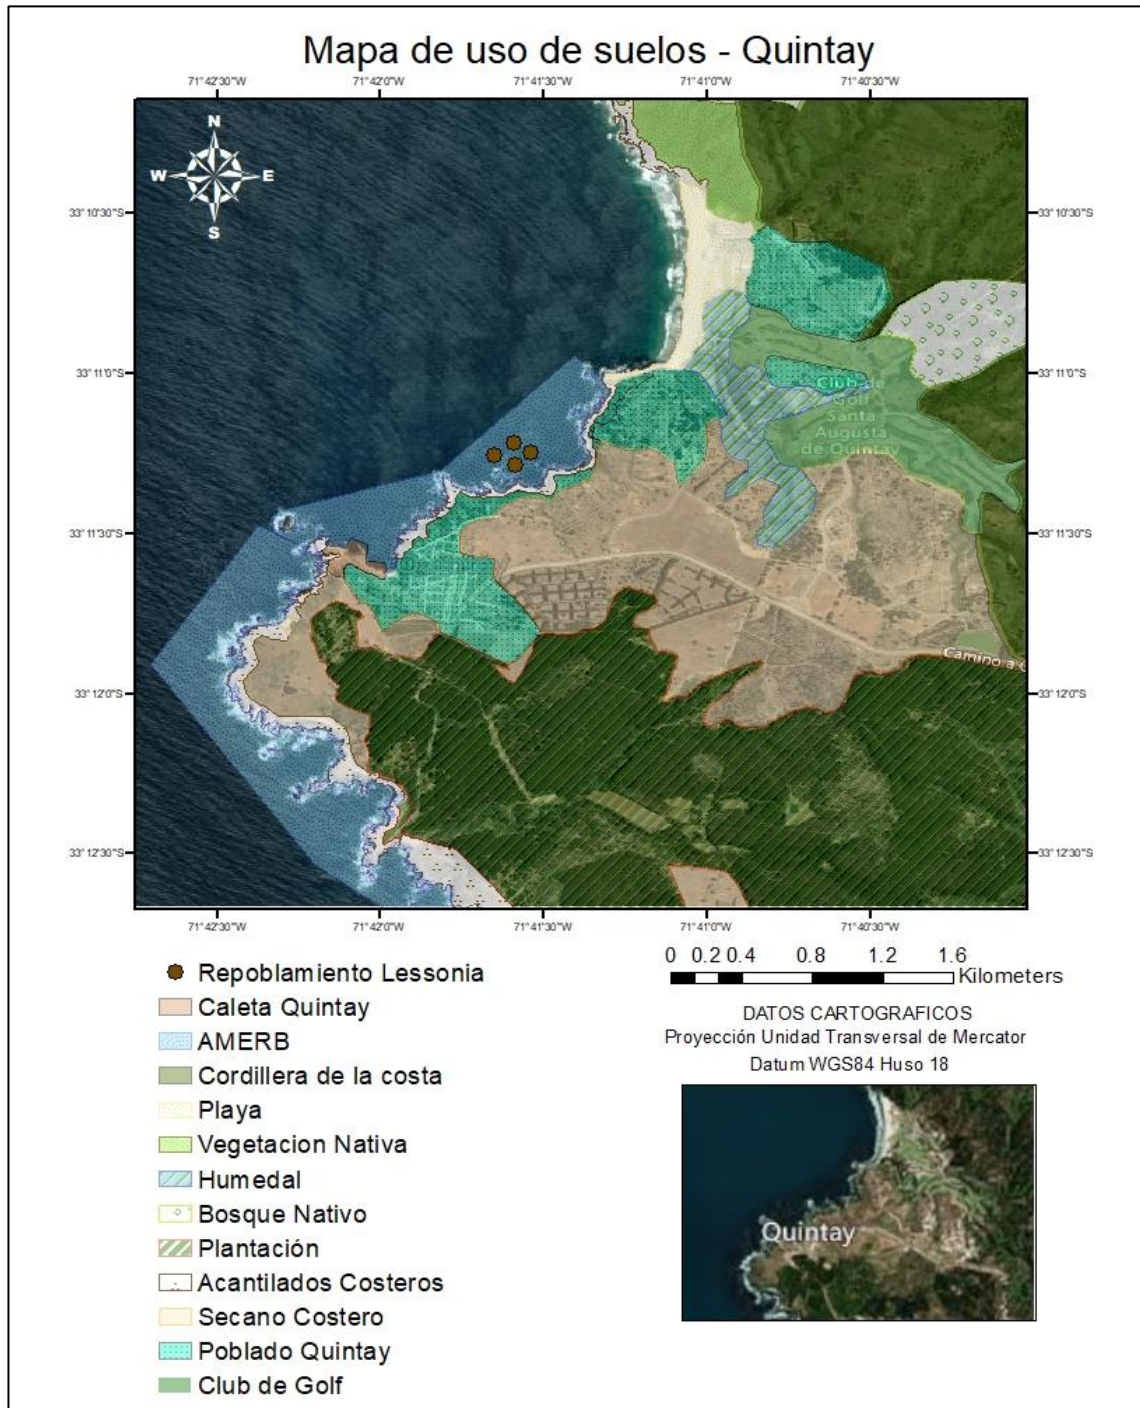 Mapa de uso de suelos - Quintay
71°42'30"W 71°42'0"W 71°41'30"W 71°41'0"W 71°40'30"W
N
W E
S
33°10'30"S 33°10'30"S
33°11'0"S 33°11'0"S
Club de
Golf
Santa
Augusta
de Quintay
33°11'30"S 33°11'30"S
Camino a
33°12'0"S 33°12'0"S
33°12'30"S 33°12'30"S
71°42'30"W 71°42'0"W 71°41'30"W 71°41'0"W 71°40'30"W
Repoblamiento Lessonia
Caleta Quintay
AMERB
Cordillera de la costa
Playa
Vegetacion Nativa
Humedal
Bosque Nativo
Plantación
Acantilados Costeros
Secano Costero
Poblado Quintay
Club de Golf
0 0.2 0.4 0.8 1.2 1.6
Kilometers
DATOS CARTOGRAFICOS
Proyección Unidad Transversal de Mercator
Datum WGS84 Huso 18
Quintay